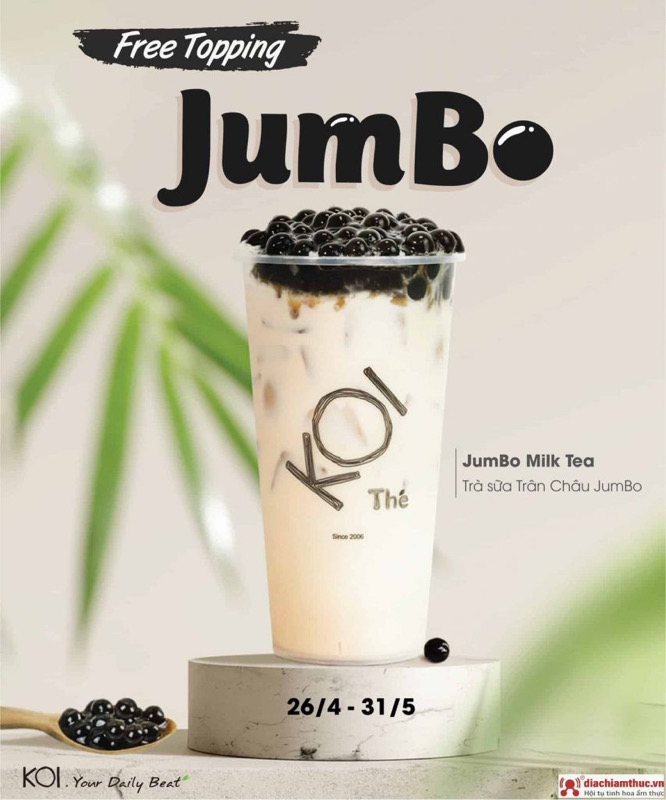 Free Topping
JumBo
KOI
Thé
Since 2006
JumBo Milk Tea
Trà sữa Trân Châu JumBo
26/4 - 31/5
KOI . Your Daily Beat
diachiamthuc.vn
Hội tụ tinh hoa ẩm thực